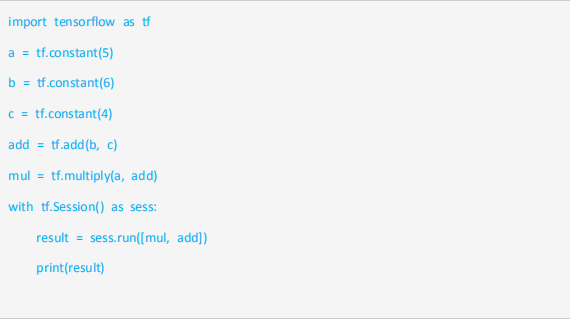 import tensorflow as tf
a = tf.constant(5)
b = tf.constant(6)
c = tf.constant(4)
add = tf.add(b, c)
mul = tf.multiply(a, add)
with tf.Session() as sess:
    result = sess.run([mul, add])
    print(result)